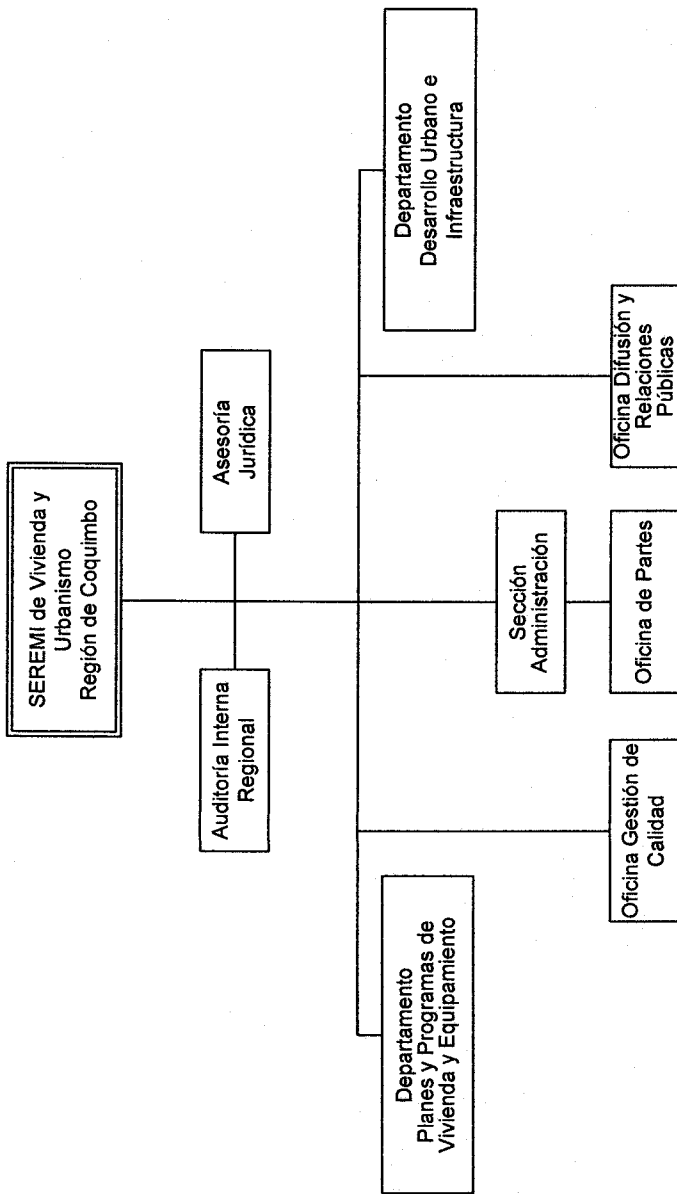 SEREMI de Vivienda y
Urbanismo
Región de Coquimbo
Auditoría Interna
Regional
Asesoría
Jurídica
Departamento
Planes y Programas de
Vivienda y Equipamiento
Departamento
Desarrollo Urbano e
Infraestructura
Sección
Administración
Oficina Gestión de
Calidad
Oficina de Partes
Oficina Difusión y
Relaciones
Públicas